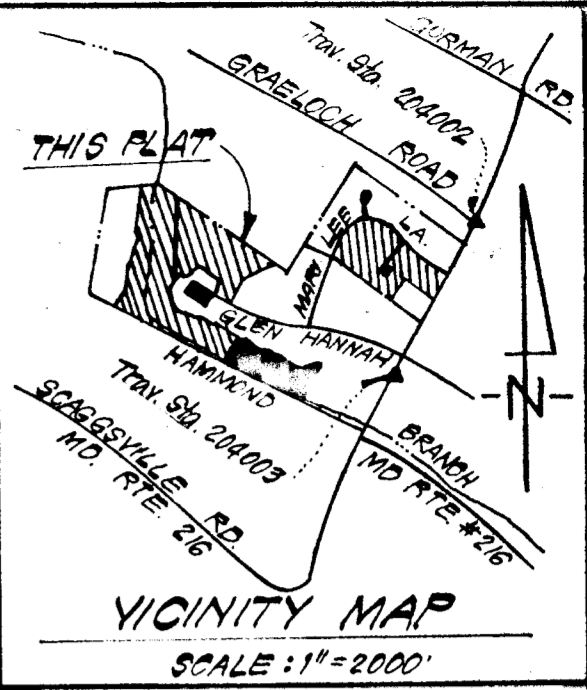 GORMAN RD.
Trav. Sta. 204002
GRAELOCH ROAD
THIS PLAT
MARY LEE LA.
GLEN HANNAH
HAMMOND BRANCH
Trav. Sta. 204003
SCAGGSVILLE RD.
MD. RTE. 216
MD RTE. #216
N
VICINITY MAP
SCALE : 1" = 2000'